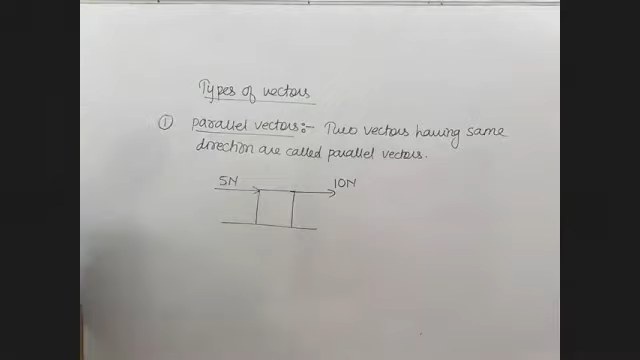 Types of vectors
① parallel vectors:- Two vectors having same
direction are called parallel vectors.
5N 10N